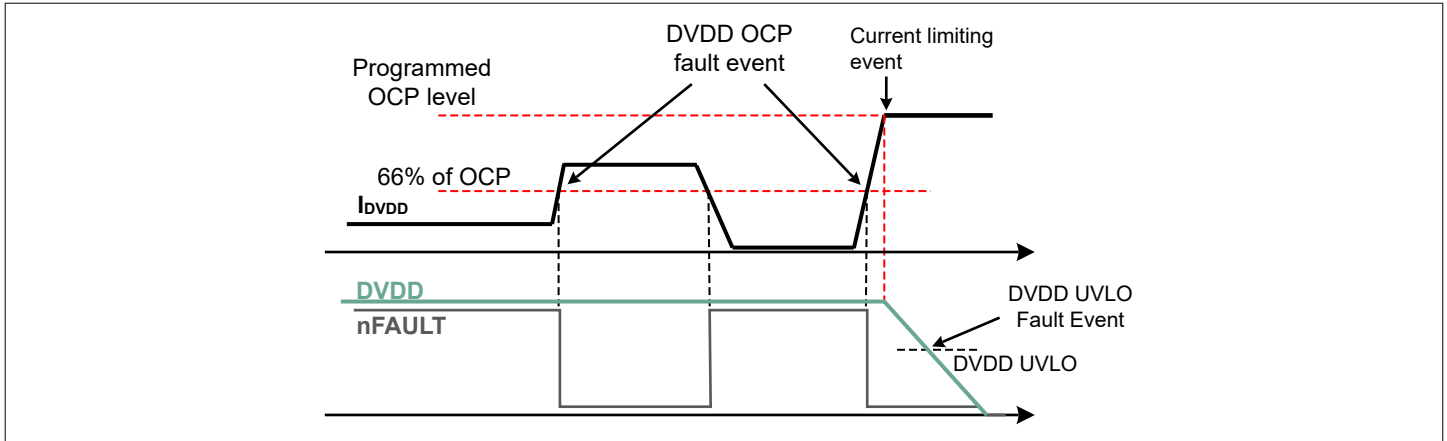 DVDD OCP
fault event
Current limiting
event
Programmed
OCP level
66% of OCP
IDVDD
DVDD
nFAULT
DVDD UVLO
Fault Event
DVDD UVLO